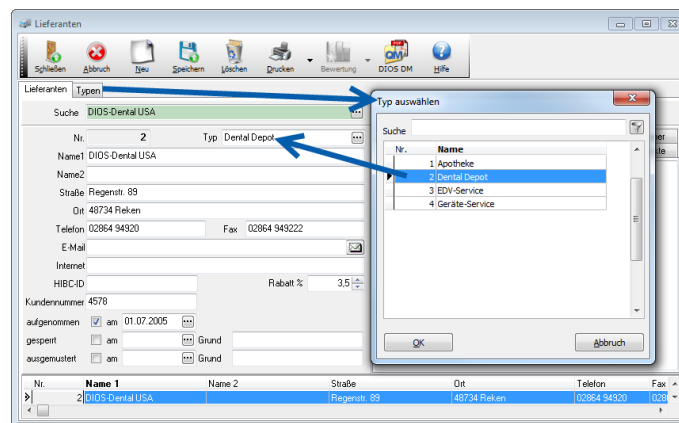 Lieferanten
Schließen Abbruch Neu Speichern Löschen Drucken Bewertung DIOS DM Hilfe
Lieferanten Typen
Suche DIOS-Dental USA
Nr. 2 Typ Dental Depot
Name1 DIOS-Dental USA
Name2
Straße Regenstr. 89
Ort 48734 Reken
Telefon 02864 94920 Fax 02864 949222
E-Mail
Internet
HIBC-ID Rabatt % 3,5
Kundennummer 4578
aufgenommen am 01.07.2005
gesperrt am Grund
ausgemustert am Grund
Typ auswählen
Suche
Nr. Name
1 Apotheke
2 Dental Depot
3 EDV-Service
4 Geräte-Service
OK Abbruch
Nr. Name 1 Name 2 Straße Ort Telefon Fax
2 DIOS-Dental USA Regenstr. 89 48734 Reken 02864 94920